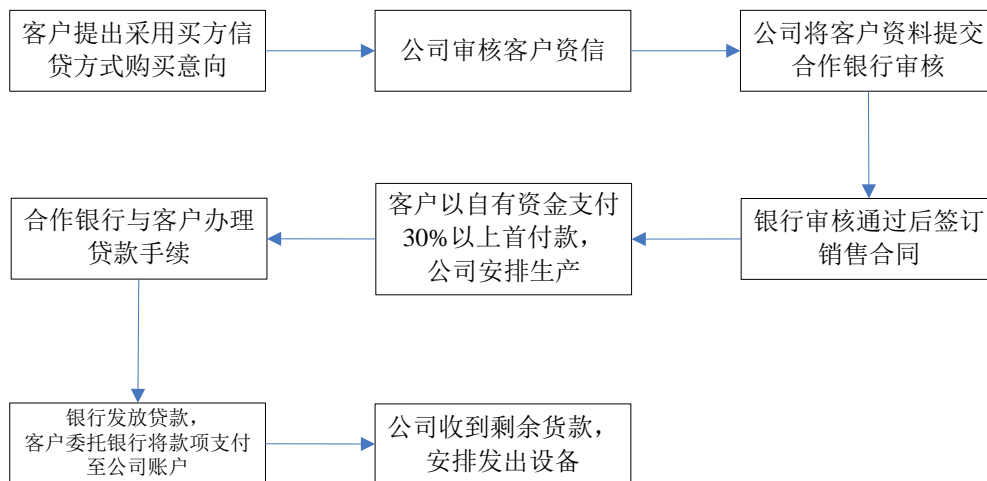 客户提出采用买方信
贷方式购买意向
公司审核客户资信
公司将客户资料提交
合作银行审核
银行审核通过后签订
销售合同
客户以自有资金支付
30%以上首付款，
公司安排生产
合作银行与客户办理
贷款手续
银行发放贷款，
客户委托银行将款项支付
至公司账户
公司收到剩余货款，
安排发出设备